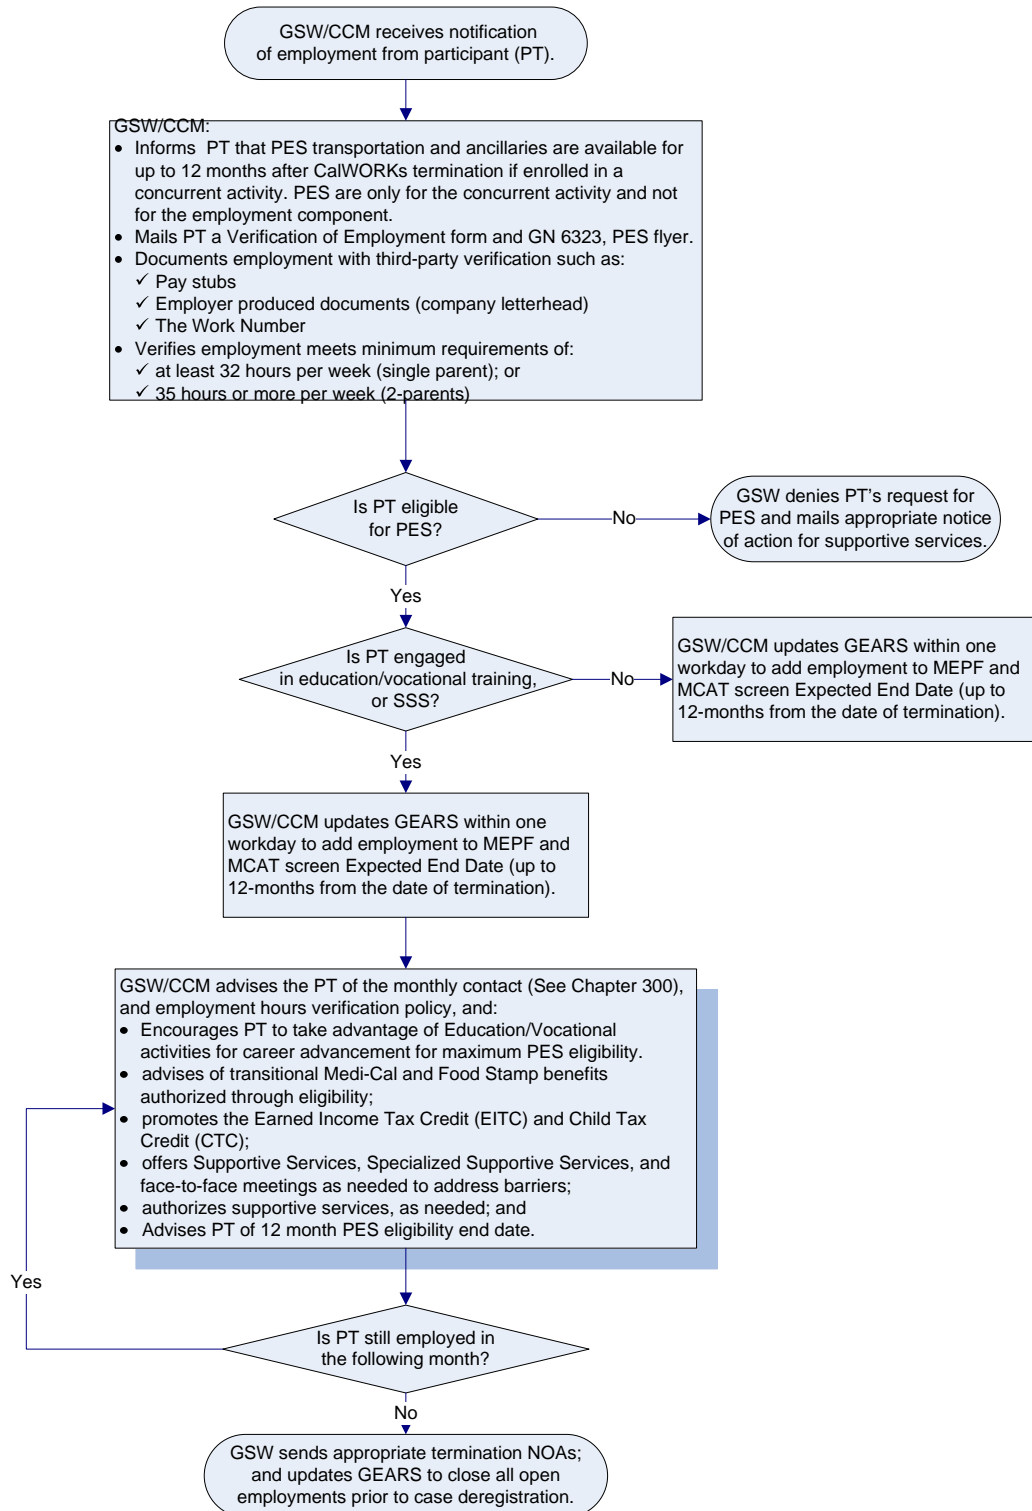 GSW/CCM receives notification
of employment from participant (PT).
GSW/CCM:
• Informs PT that PES transportation and ancillaries are available for
up to 12 months after CalWORKs termination if enrolled in a
concurrent activity. PES are only for the concurrent activity and not
for the employment component.
• Mails PT a Verification of Employment form and GN 6323, PES flyer.
• Documents employment with third-party verification such as:
✓ Pay stubs
✓ Employer produced documents (company letterhead)
✓ The Work Number
• Verifies employment meets minimum requirements of:
✓ at least 32 hours per week (single parent); or
✓ 35 hours or more per week (2-parents)
Is PT eligible
for PES?
No
GSW denies PT's request for
PES and mails appropriate notice
of action for supportive services.
Yes
Is PT engaged
in education/vocational training,
or SSS?
No
GSW/CCM updates GEARS within one
workday to add employment to MEPF and
MCAT screen Expected End Date (up to
12-months from the date of termination).
Yes
GSW/CCM updates GEARS within one
workday to add employment to MEPF and
MCAT screen Expected End Date (up to
12-months from the date of termination).
GSW/CCM advises the PT of the monthly contact (See Chapter 300),
and employment hours verification policy, and:
• Encourages PT to take advantage of Education/Vocational
activities for career advancement for maximum PES eligibility.
• advises of transitional Medi-Cal and Food Stamp benefits
authorized through eligibility;
• promotes the Earned Income Tax Credit (EITC) and Child Tax
Credit (CTC);
• offers Supportive Services, Specialized Supportive Services, and
face-to-face meetings as needed to address barriers;
• authorizes supportive services, as needed; and
• Advises PT of 12 month PES eligibility end date.
Yes
Is PT still employed in
the following month?
No
GSW sends appropriate termination NOAs;
and updates GEARS to close all open
employments prior to case deregistration.